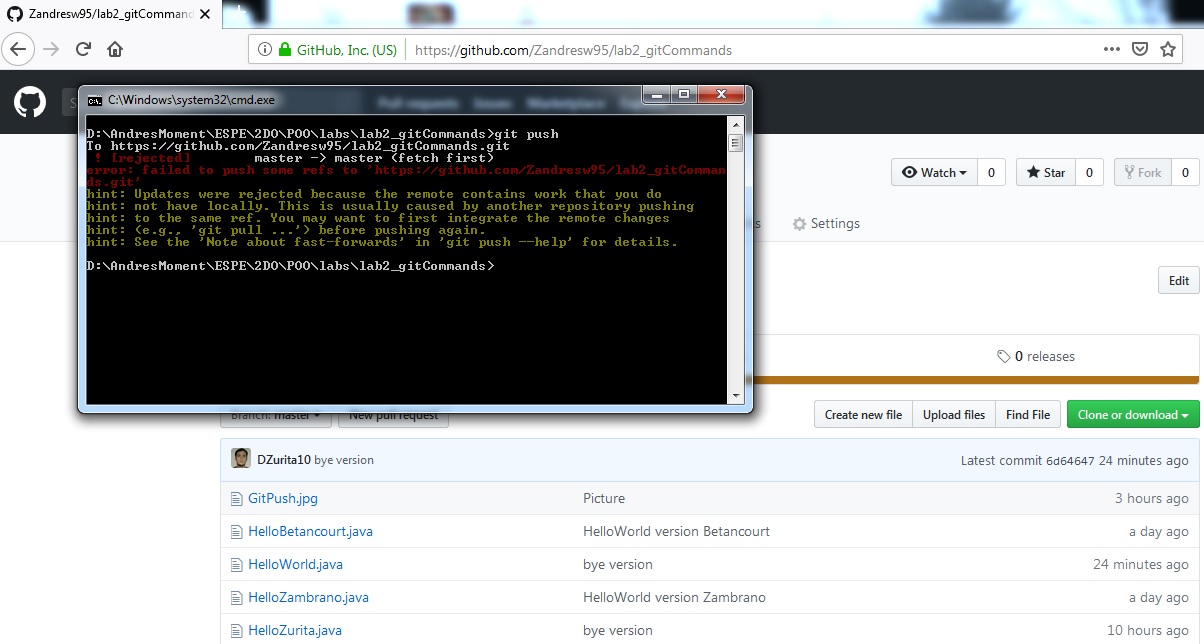 Zandresw95/lab2_gitCommand
GitHub, Inc. (US)
https://github.com/Zandresw95/lab2_gitCommands
C:\Windows\system32\cmd.exe
Pull requests Issues Marketplace
D:\AndresMoment\ESPE\2DO\POO\labs\lab2_gitCommands>git push
To https://github.com/Zandresw95/lab2_gitCommands.git
! [rejected] master -> master (fetch first)
error: failed to push some refs to 'https://github.com/Zandresw95/lab2_gitComman
ds.git'
hint: Updates were rejected because the remote contains work that you do
hint: not have locally. This is usually caused by another repository pushing
hint: to the same ref. You may want to first integrate the remote changes
hint: (e.g., 'git pull ...') before pushing again.
hint: See the 'Note about fast-forwards' in 'git push --help' for details.
D:\AndresMoment\ESPE\2DO\POO\labs\lab2_gitCommands>
Watch 0 Star 0 Fork 0
Settings
Edit
0 releases
Branch: master New pull request
Create new file Upload files Find File Clone or download
DZurita10 bye version Latest commit 6d64647 24 minutes ago
GitPush.jpg Picture 3 hours ago
HelloBetancourt.java HelloWorld version Betancourt a day ago
HelloWorld.java bye version 24 minutes ago
HelloZambrano.java HelloWorld version Zambrano a day ago
HelloZurita.java bye version 10 hours ago